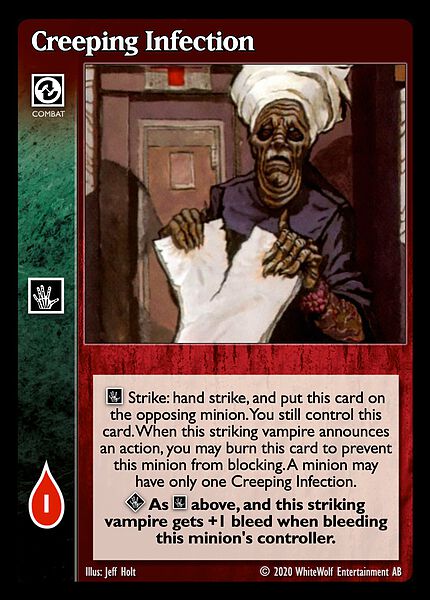 Creeping Infection
COMBAT
Strike: hand strike, and put this card on
the opposing minion. You still control this
card. When this striking vampire announces
an action, you may burn this card to prevent
this minion from blocking. A minion may
have only one Creeping Infection.
As above, and this striking
vampire gets +1 bleed when bleeding
this minion's controller.
1
Illus: Jeff Holt © 2020 WhiteWolf Entertainment AB